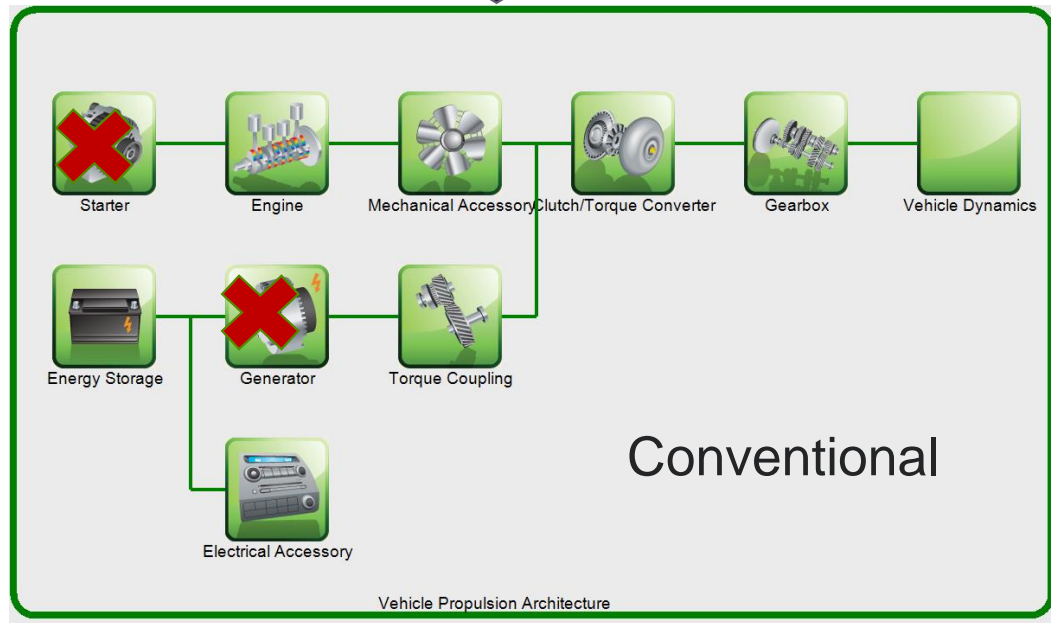 Starter
Engine
Mechanical Accessory
Clutch/Torque Converter
Gearbox
Vehicle Dynamics
Energy Storage
Generator
Torque Coupling
Conventional
Electrical Accessory
Vehicle Propulsion Architecture